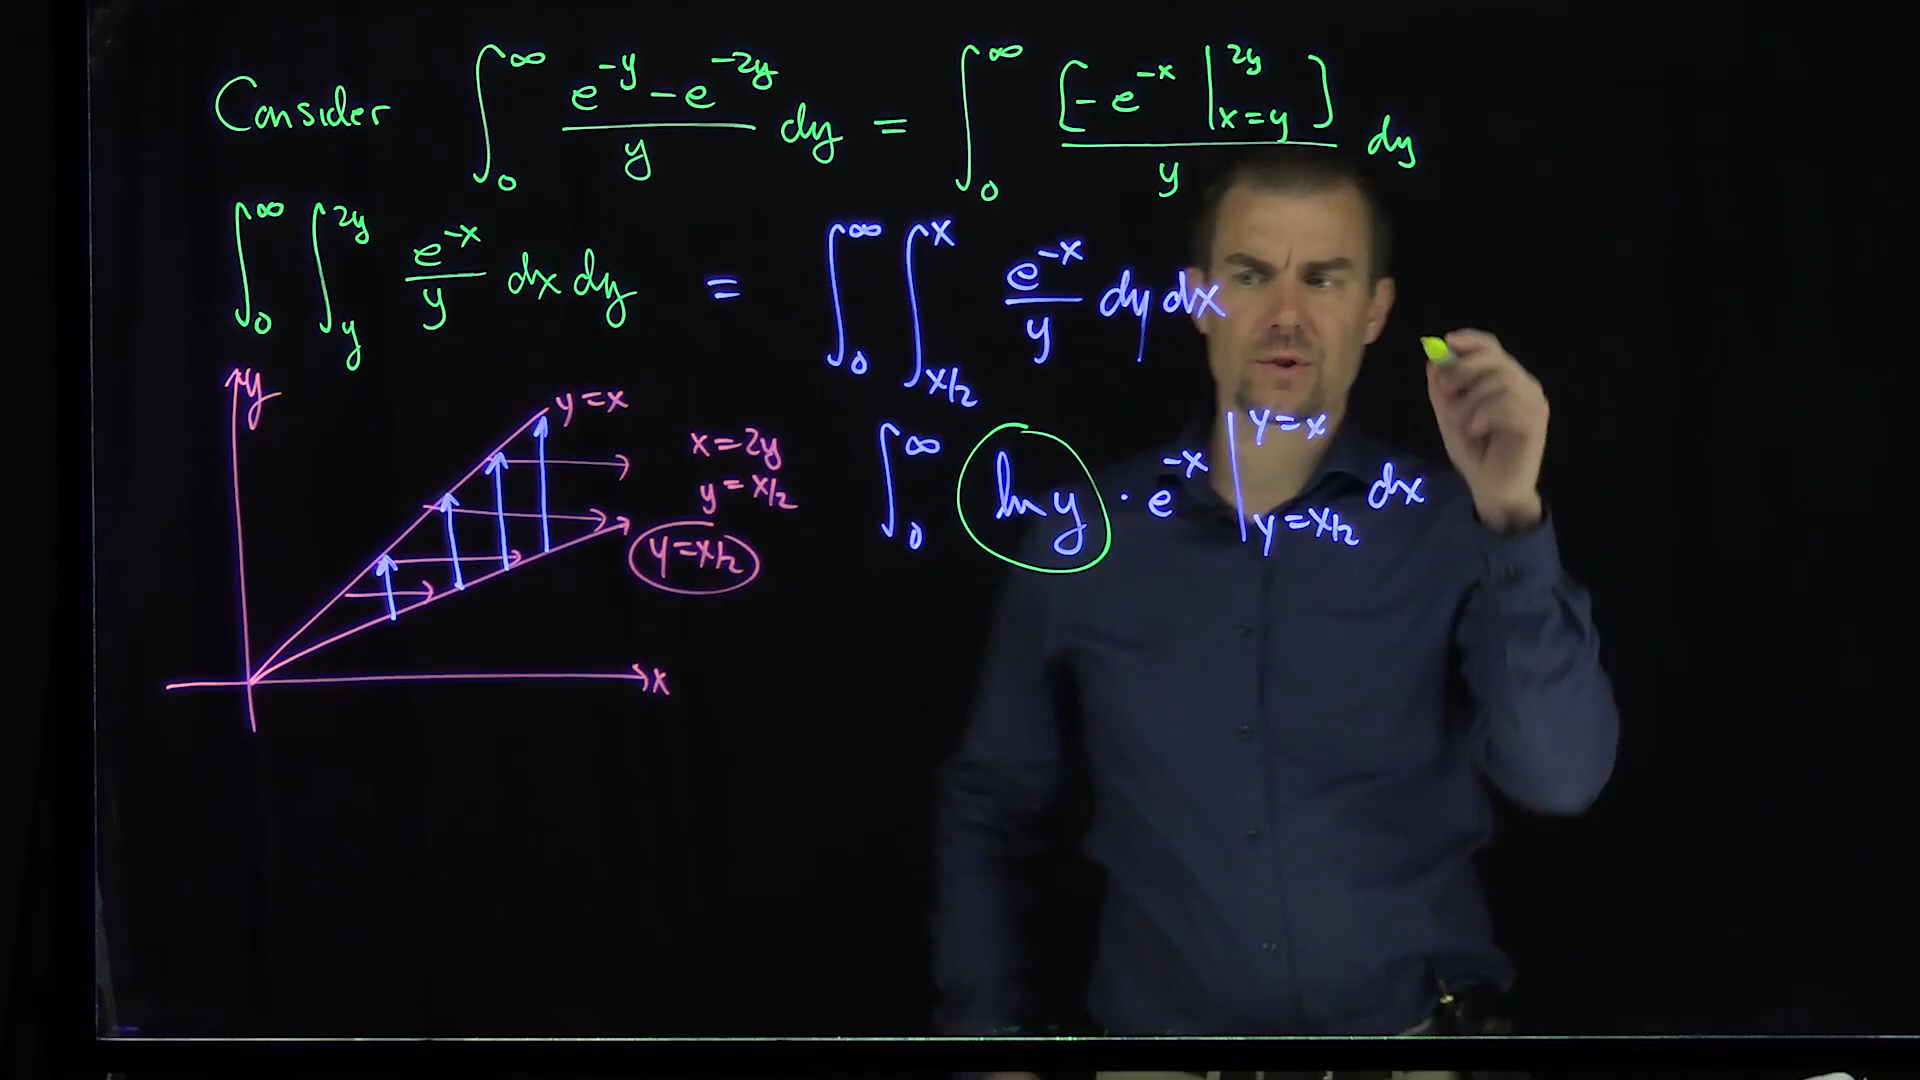 Consider ∫₀^∞ (e^{-y} - e^{-2y})/y dy = ∫₀^∞ [-e^{-x} |_{x=y}^{2y}]/y dy
∫₀^∞ ∫_y^{2y} e^{-x}/y dx dy = ∫₀^∞ ∫_{x/2}^{x} e^{-x}/y dy dx
∫₀^∞ ln y · e^{-x} |_{y=x/2}^{y=x} dx
y
y=x
x=2y
y=x/2
y=x/2
x